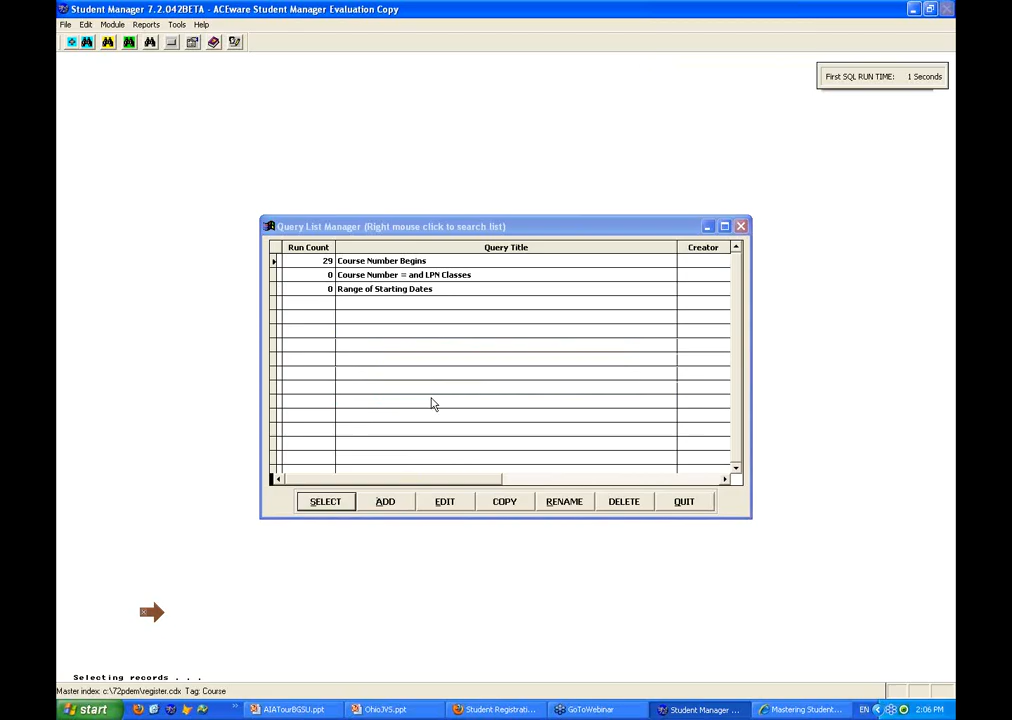 Student Manager 7.2.042BETA - ACEware Student Manager Evaluation Copy
File Edit Module Reports Tools Help
First SQL RUN TIME: 1 Seconds
Query List Manager (Right mouse click to search list)
Run Count Query Title Creator
29 Course Number Begins
0 Course Number = and LPN Classes
0 Range of Starting Dates
SELECT ADD EDIT COPY RENAME DELETE QUIT
Selecting records . . .
Master index: c:\72pdem\register.cdx Tag: Course
start AIATourBGSU.ppt OhioJVS.ppt Student Registrati... GoToWebinar Student Manager ... Mastering Student... EN 2:06 PM